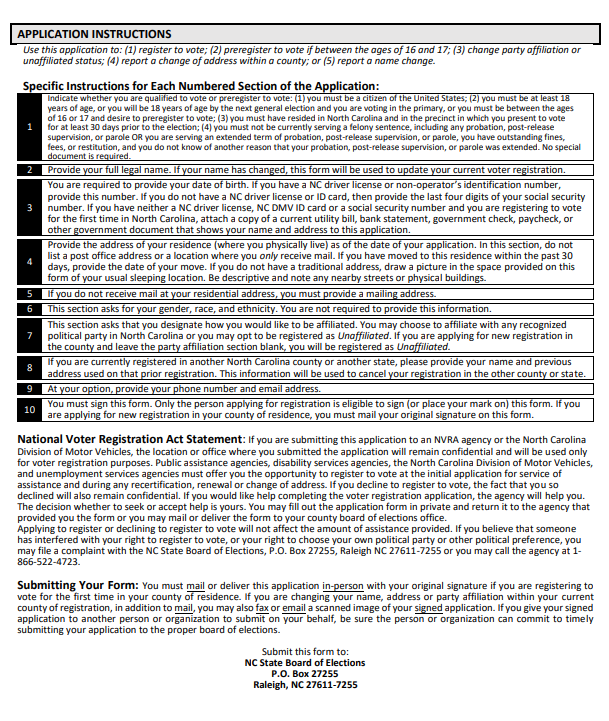 APPLICATION INSTRUCTIONS
Use this application to: (1) register to vote; (2) preregister to vote if between the ages of 16 and 17; (3) change party affiliation or
unaffiliated status; (4) report a change of address within a county; or (5) report a name change.
Specific Instructions for Each Numbered Section of the Application:
1
Indicate whether you are qualified to vote or preregister to vote: (1) you must be a citizen of the United States; (2) you must be at least 18
years of age, or you will be 18 years of age by the next general election and you are voting in the primary, or you must be between the ages
of 16 or 17 and desire to preregister to vote; (3) you must have resided in North Carolina and in the precinct in which you present to vote
for at least 30 days prior to the election; (4) you must not be currently serving a felony sentence, including any probation, post-release
supervision, or parole OR you are serving an extended term of probation, post-release supervision, or parole, you have outstanding fines,
fees, or restitution, and you do not know of another reason that your probation, post-release supervision, or parole was extended. No special
document is required.
2 Provide your full legal name. If your name has changed, this form will be used to update your current voter registration.
3
You are required to provide your date of birth. If you have a NC driver license or non-operator's identification number,
provide this number. If you do not have a NC driver license or ID card, then provide the last four digits of your social security
number. If you have neither a NC driver license, NC DMV ID card or a social security number and you are registering to vote
for the first time in North Carolina, attach a copy of a current utility bill, bank statement, government check, paycheck, or
other government document that shows your name and address to this application.
4
Provide the address of your residence (where you physically live) as of the date of your application. In this section, do not
list a post office address or a location where you only receive mail. If you have moved to this residence within the past 30
days, provide the date of your move. If you do not have a traditional address, draw a picture in the space provided on this
form of your usual sleeping location. Be descriptive and note any nearby streets or physical buildings.
5 If you do not receive mail at your residential address, you must provide a mailing address.
6 This section asks for your gender, race, and ethnicity. You are not required to provide this information.
7
This section asks that you designate how you would like to be affiliated. You may choose to affiliate with any recognized
political party in North Carolina or you may opt to be registered as Unaffiliated. If you are applying for new registration in
the county and leave the party affiliation section blank, you will be registered as Unaffiliated.
8
If you are currently registered in another North Carolina county or another state, please provide your name and previous
address used on that prior registration. This information will be used to cancel your registration in the other county or state.
9 At your option, provide your phone number and email address.
10
You must sign this form. Only the person applying for registration is eligible to sign (or place your mark on) this form. If you
are applying for new registration in your county of residence, you must mail your original signature on this form.
National Voter Registration Act Statement: If you are submitting this application to an NVRA agency or the North Carolina
Division of Motor Vehicles, the location or office where you submitted the application will remain confidential and will be used only
for voter registration purposes. Public assistance agencies, disability services agencies, the North Carolina Division of Motor Vehicles,
and unemployment services agencies must offer you the opportunity to register to vote at the initial application for service of
assistance and during any recertification, renewal or change of address. If you decline to register to vote, the fact that you so
declined will also remain confidential. If you would like help completing the voter registration application, the agency will help you.
The decision whether to seek or accept help is yours. You may fill out the application form in private and return it to the agency that
provided you the form or you may mail or deliver the form to your county board of elections office.
Applying to register or declining to register to vote will not affect the amount of assistance provided. If you believe that someone
has interfered with your right to register to vote, or your right to choose your own political party or other political preference, you
may file a complaint with the NC State Board of Elections, P.O. Box 27255, Raleigh NC 27611-7255 or you may call the agency at 1-
866-522-4723.
Submitting Your Form: You must mail or deliver this application in-person with your original signature if you are registering to
vote for the first time in your county of residence. If you are changing your name, address or party affiliation within your current
county of registration, in addition to mail, you may also fax or email a scanned image of your signed application. If you give your signed
application to another person or organization to submit on your behalf, be sure the person or organization can commit to timely
submitting your application to the proper board of elections.
Submit this form to:
NC State Board of Elections
P.O. Box 27255
Raleigh, NC 27611-7255